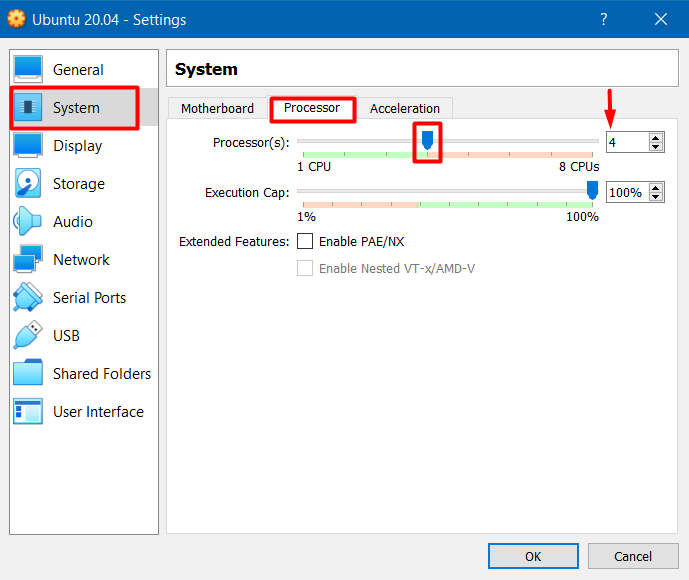 Ubuntu 20.04 - Settings ?
General
System
Display
Storage
Audio
Network
Serial Ports
USB
Shared Folders
User Interface
System
Motherboard Processor Acceleration
Processor(s): 4
1 CPU 8 CPUs
Execution Cap: 100%
1% 100%
Extended Features: Enable PAE/NX
Enable Nested VT-x/AMD-V
OK Cancel